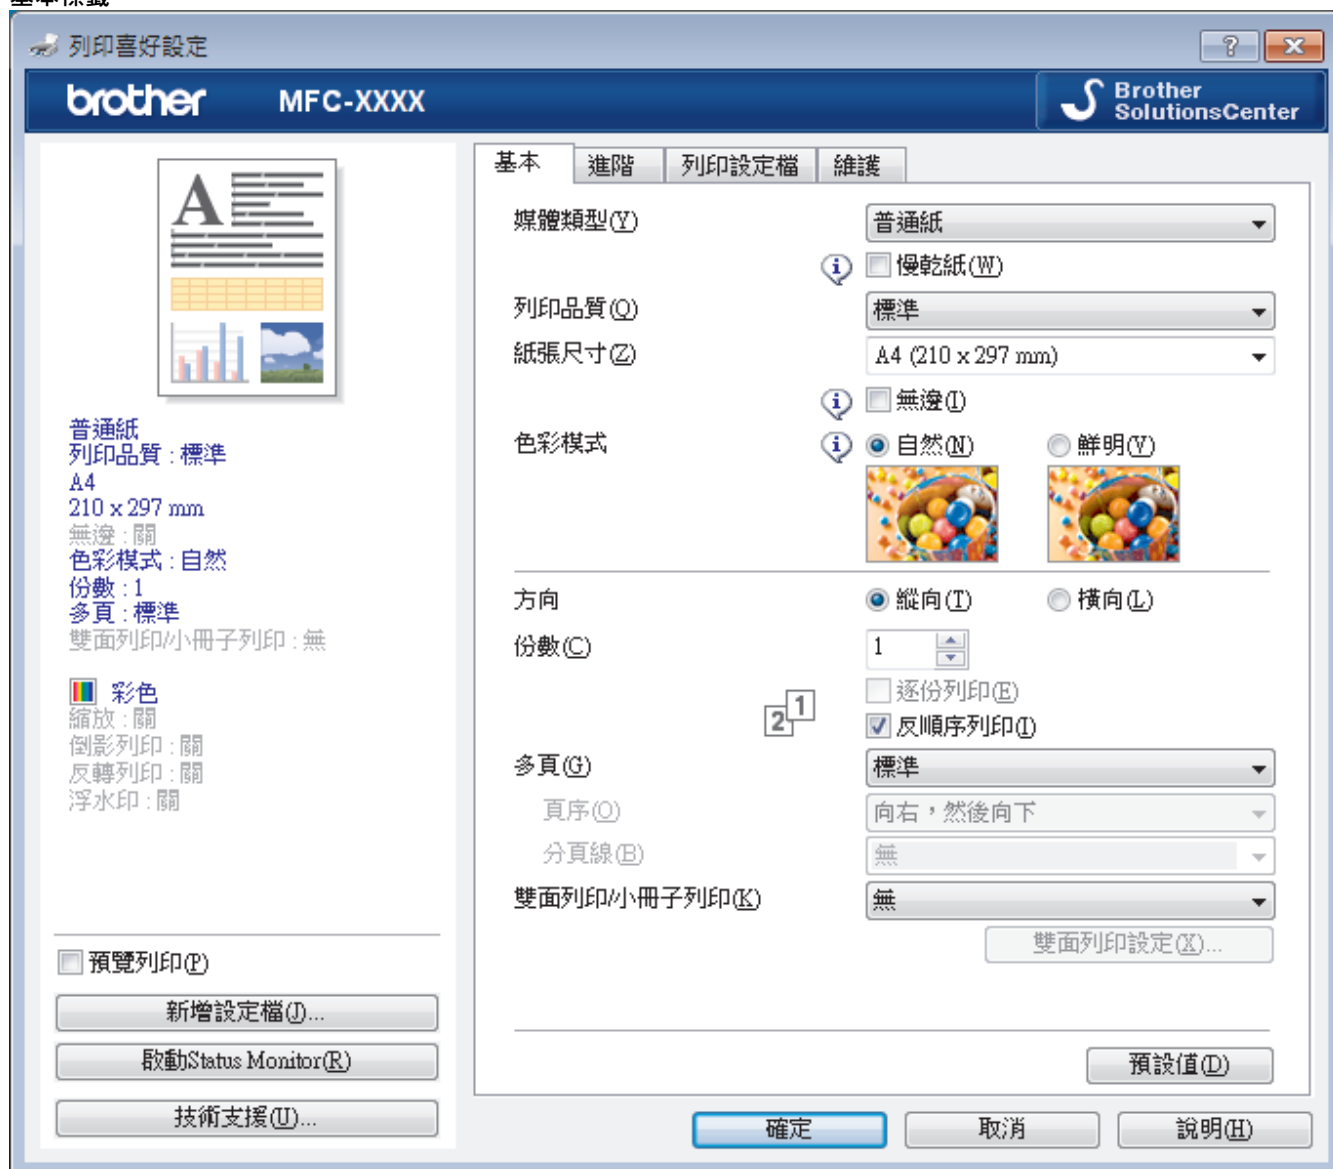 基本標籤
列印喜好設定
brother MFC-XXXX
Brother
SolutionsCenter
A
普通紙
列印品質 : 標準
A4
210 x 297 mm
無邊 : 關
色彩模式 : 自然
份數 : 1
多頁 : 標準
雙面列印/小冊子列印 : 無
彩色
縮放 : 關
倒影列印 : 關
反轉列印 : 關
浮水印 : 關
預覽列印(P)
新增設定檔(J)...
啟動Status Monitor(R)
技術支援(U)...
基本 進階 列印設定檔 維護
媒體類型(Y) 普通紙
慢乾紙(W)
列印品質(Q) 標準
紙張尺寸(Z) A4 (210 x 297 mm)
無邊(I)
色彩模式 自然(N) 鮮明(V)
方向 縱向(T) 橫向(L)
份數(C) 1
逐份列印(E)
2 1 反順序列印(I)
多頁(G) 標準
頁序(O) 向右，然後向下
分頁線(B) 無
雙面列印/小冊子列印(K) 無
雙面列印設定(X)...
預設值(D)
確定 取消 說明(H)